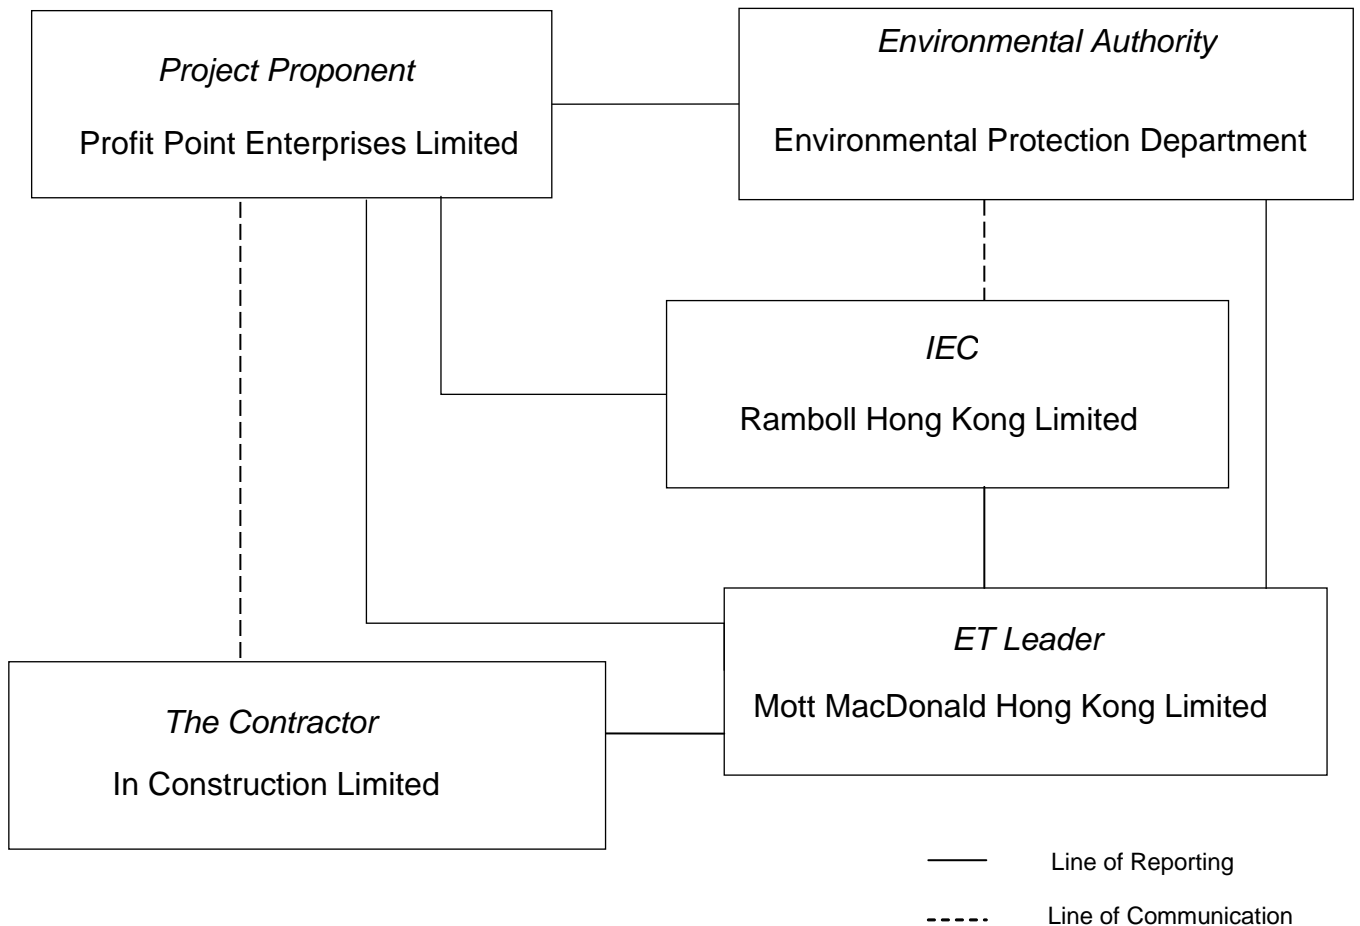 Project Proponent
Profit Point Enterprises Limited
Environmental Authority
Environmental Protection Department
IEC
Ramboll Hong Kong Limited
ET Leader
Mott MacDonald Hong Kong Limited
The Contractor
In Construction Limited
Line of Reporting
Line of Communication